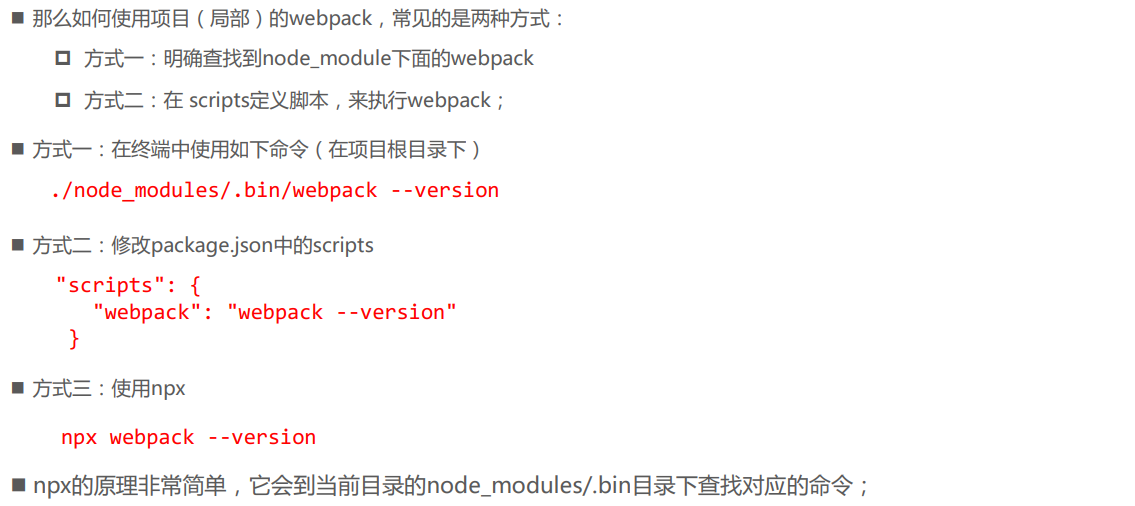 那么如何使用项目（局部）的webpack，常见的是两种方式：
方式一：明确查找到node_module下面的webpack
方式二：在 scripts定义脚本，来执行webpack；
方式一：在终端中使用如下命令（在项目根目录下）
./node_modules/.bin/webpack --version
方式二：修改package.json中的scripts
"scripts": {
"webpack": "webpack --version"
}
方式三：使用npx
npx webpack --version
npx的原理非常简单，它会到当前目录的node_modules/.bin目录下查找对应的命令；